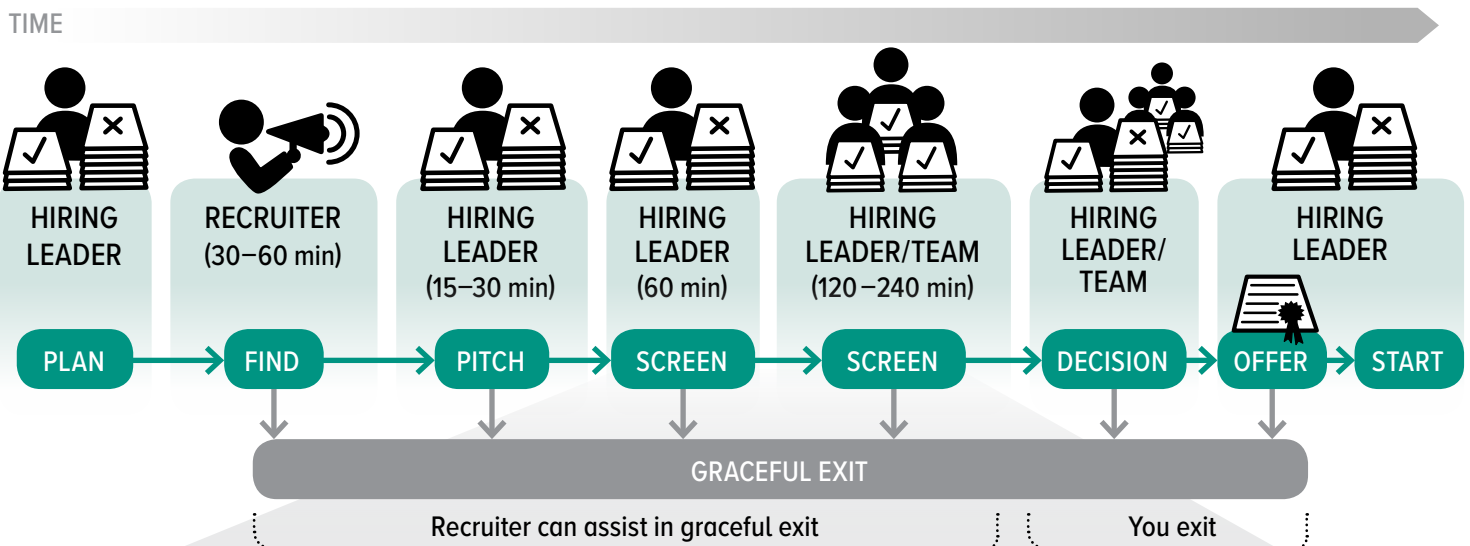 TIME
HIRING
LEADER
RECRUITER
(30–60 min)
HIRING
LEADER
(15–30 min)
HIRING
LEADER
(60 min)
HIRING
LEADER/TEAM
(120–240 min)
HIRING
LEADER/
TEAM
HIRING
LEADER
PLAN
FIND
PITCH
SCREEN
SCREEN
DECISION
OFFER
START
GRACEFUL EXIT
Recruiter can assist in graceful exit
You exit